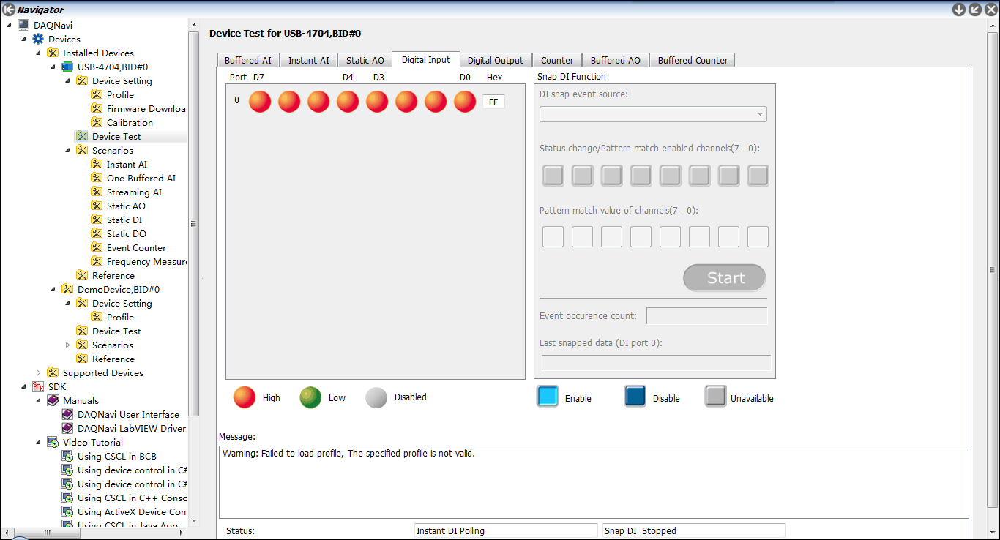 Navigator
DAQNavi
Devices
Installed Devices
USB-4704,BID#0
Device Setting
Profile
Firmware Downloa
Calibration
Device Test
Scenarios
Instant AI
One Buffered AI
Streaming AI
Static AO
Static DI
Static DO
Event Counter
Frequency Measure
Reference
DemoDevice,BID#0
Device Setting
Profile
Device Test
Scenarios
Reference
Supported Devices
SDK
Manuals
DAQNavi User Interface
DAQNavi LabVIEW Driver
Video Tutorial
Using CSCL in BCB
Using device control in C#
Using device control in C#
Using CSCL in C++ Conso
Using ActiveX Device Cont
Using CSCL in Java App
Device Test for USB-4704,BID#0
Buffered AI Instant AI Static AO Digital Input Digital Output Counter Buffered AO Buffered Counter
Port D7 D4 D3 D0 Hex
0 FF
High Low Disabled
Snap DI Function
DI snap event source:
Status change/Pattern match enabled channels(7 - 0):
Pattern match value of channels(7 - 0):
Start
Event occurence count:
Last snapped data (DI port 0):
Enable Disable Unavailable
Message:
Warning: Failed to load profile, The specified profile is not valid.
Status: Instant DI Polling Snap DI Stopped